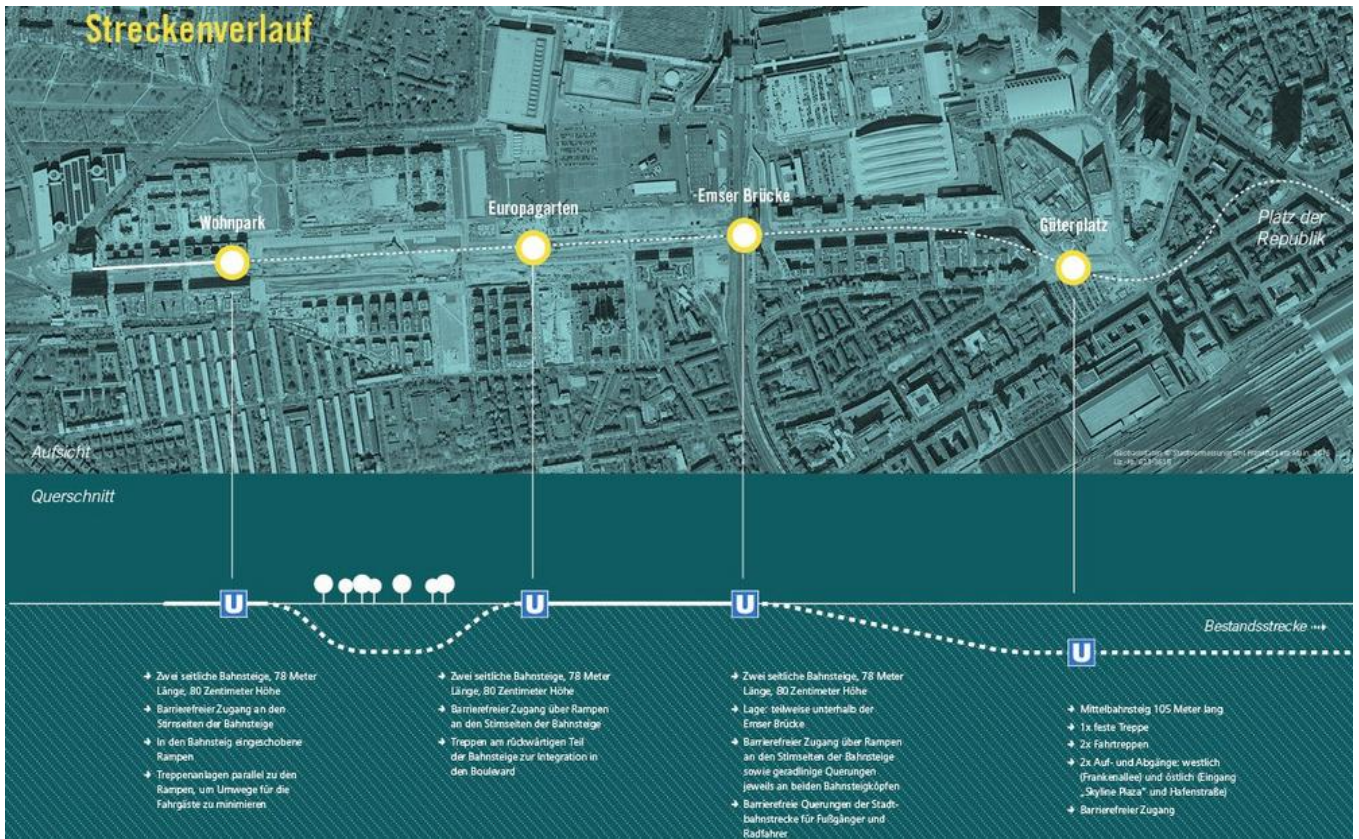 Streckenverlauf
Wohnpark
Europagarten
Emser Brücke
Güterplatz
Platz der
Republik
Aufsicht
Querschnitt
U
U
U
U
Bestandsstrecke
Zwei seitliche Bahnsteige, 78 Meter
Länge, 80 Zentimeter Höhe
Barrierefreier Zugang an den
Stirnseiten der Bahnsteige
In den Bahnsteig eingeschobene
Rampen
Treppenanlagen parallel zu den
Rampen, um Umwege für die
Fahrgäste zu minimieren
Zwei seitliche Bahnsteige, 78 Meter
Länge, 80 Zentimeter Höhe
Barrierefreier Zugang über Rampen
an den Stirnseiten der Bahnsteige
Treppen am rückwärtigen Teil
der Bahnsteige zur Integration in
den Boulevard
Zwei seitliche Bahnsteige, 78 Meter
Länge, 80 Zentimeter Höhe
Lage: teilweise unterhalb der
Emser Brücke
Barrierefreier Zugang über Rampen
an den Stirnseiten der Bahnsteige
sowie geradlinige Querungen
jeweils an beiden Bahnsteigköpfen
Barrierefreie Querungen der Stadt-
bahnstrecke für Fußgänger und
Radfahrer
Mittelbahnsteig 105 Meter lang
1x feste Treppe
2x Fahrtreppen
2x Auf- und Abgänge: westlich
(Frankenallee) und östlich (Eingang
„Skyline Plaza“ und Hafenstraße)
Barrierefreier Zugang